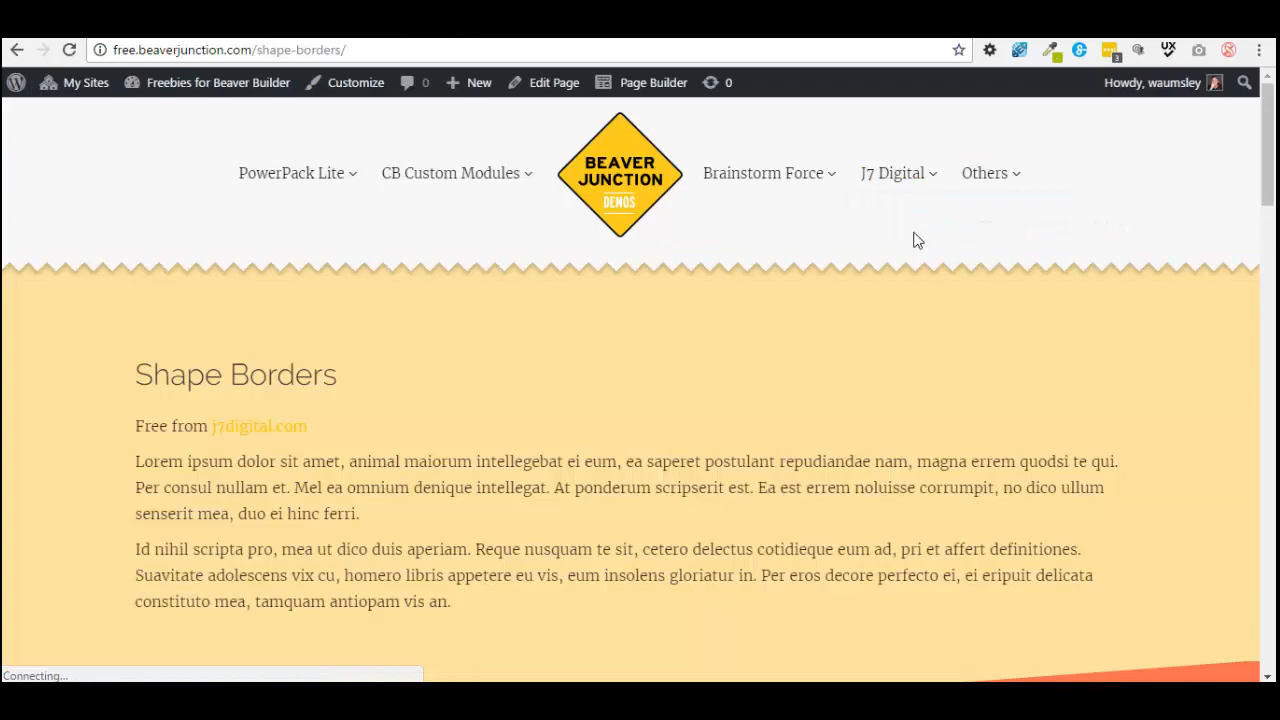 free.beaverjunction.com/shape-borders/
UX
3
My Sites Freebies for Beaver Builder Customize 0 New Edit Page Page Builder 0 Howdy, waumsley
PowerPack Lite CB Custom Modules BEAVER JUNCTION DEMOS Brainstorm Force J7 Digital Others
Shape Borders
Free from j7digital.com
Lorem ipsum dolor sit amet, animal maiorum intellegebat ei eum, ea saperet postulant repudiandae nam, magna errem quodsi te qui.
Per consul nullam et. Mel ea omnium denique intellegat. At ponderum scripserit est. Ea est errem noluisse corrumpit, no dico ullum
senserit mea, duo ei hinc ferri.
Id nihil scripta pro, mea ut dico duis aperiam. Reque nusquam te sit, cetero delectus cotidieque eum ad, pri et affert definitiones.
Suavitate adolescens vix cu, homero libris appetere eu vis, eum insolens gloriatur in. Per eros decore perfecto ei, ei eripuit delicata
constituto mea, tamquam antiopam vis an.
Connecting...